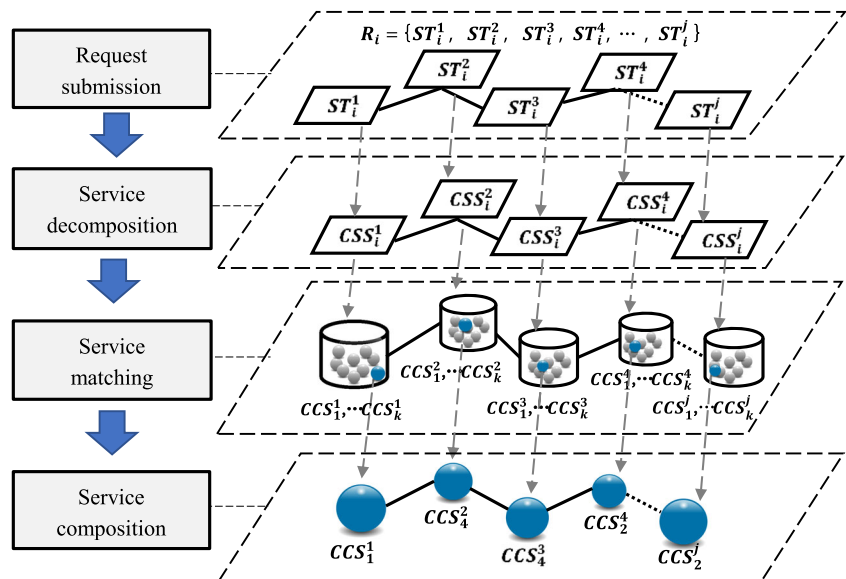 Request
submission
R_i = {ST_i^1, ST_i^2, ST_i^3, ST_i^4, ⋯, ST_i^j}
ST_i^1
ST_i^2
ST_i^3
ST_i^4
ST_i^j
Service
decomposition
CSS_i^1
CSS_i^2
CSS_i^3
CSS_i^4
CSS_i^j
Service
matching
CCS_1^1,⋯CCS_k^1
CCS_1^2,⋯CCS_k^2
CCS_1^3,⋯CCS_k^3
CCS_1^4,⋯CCS_k^4
CCS_1^j,⋯CCS_k^j
Service
composition
CCS_1^1
CCS_4^2
CCS_4^3
CCS_2^4
CCS_2^j